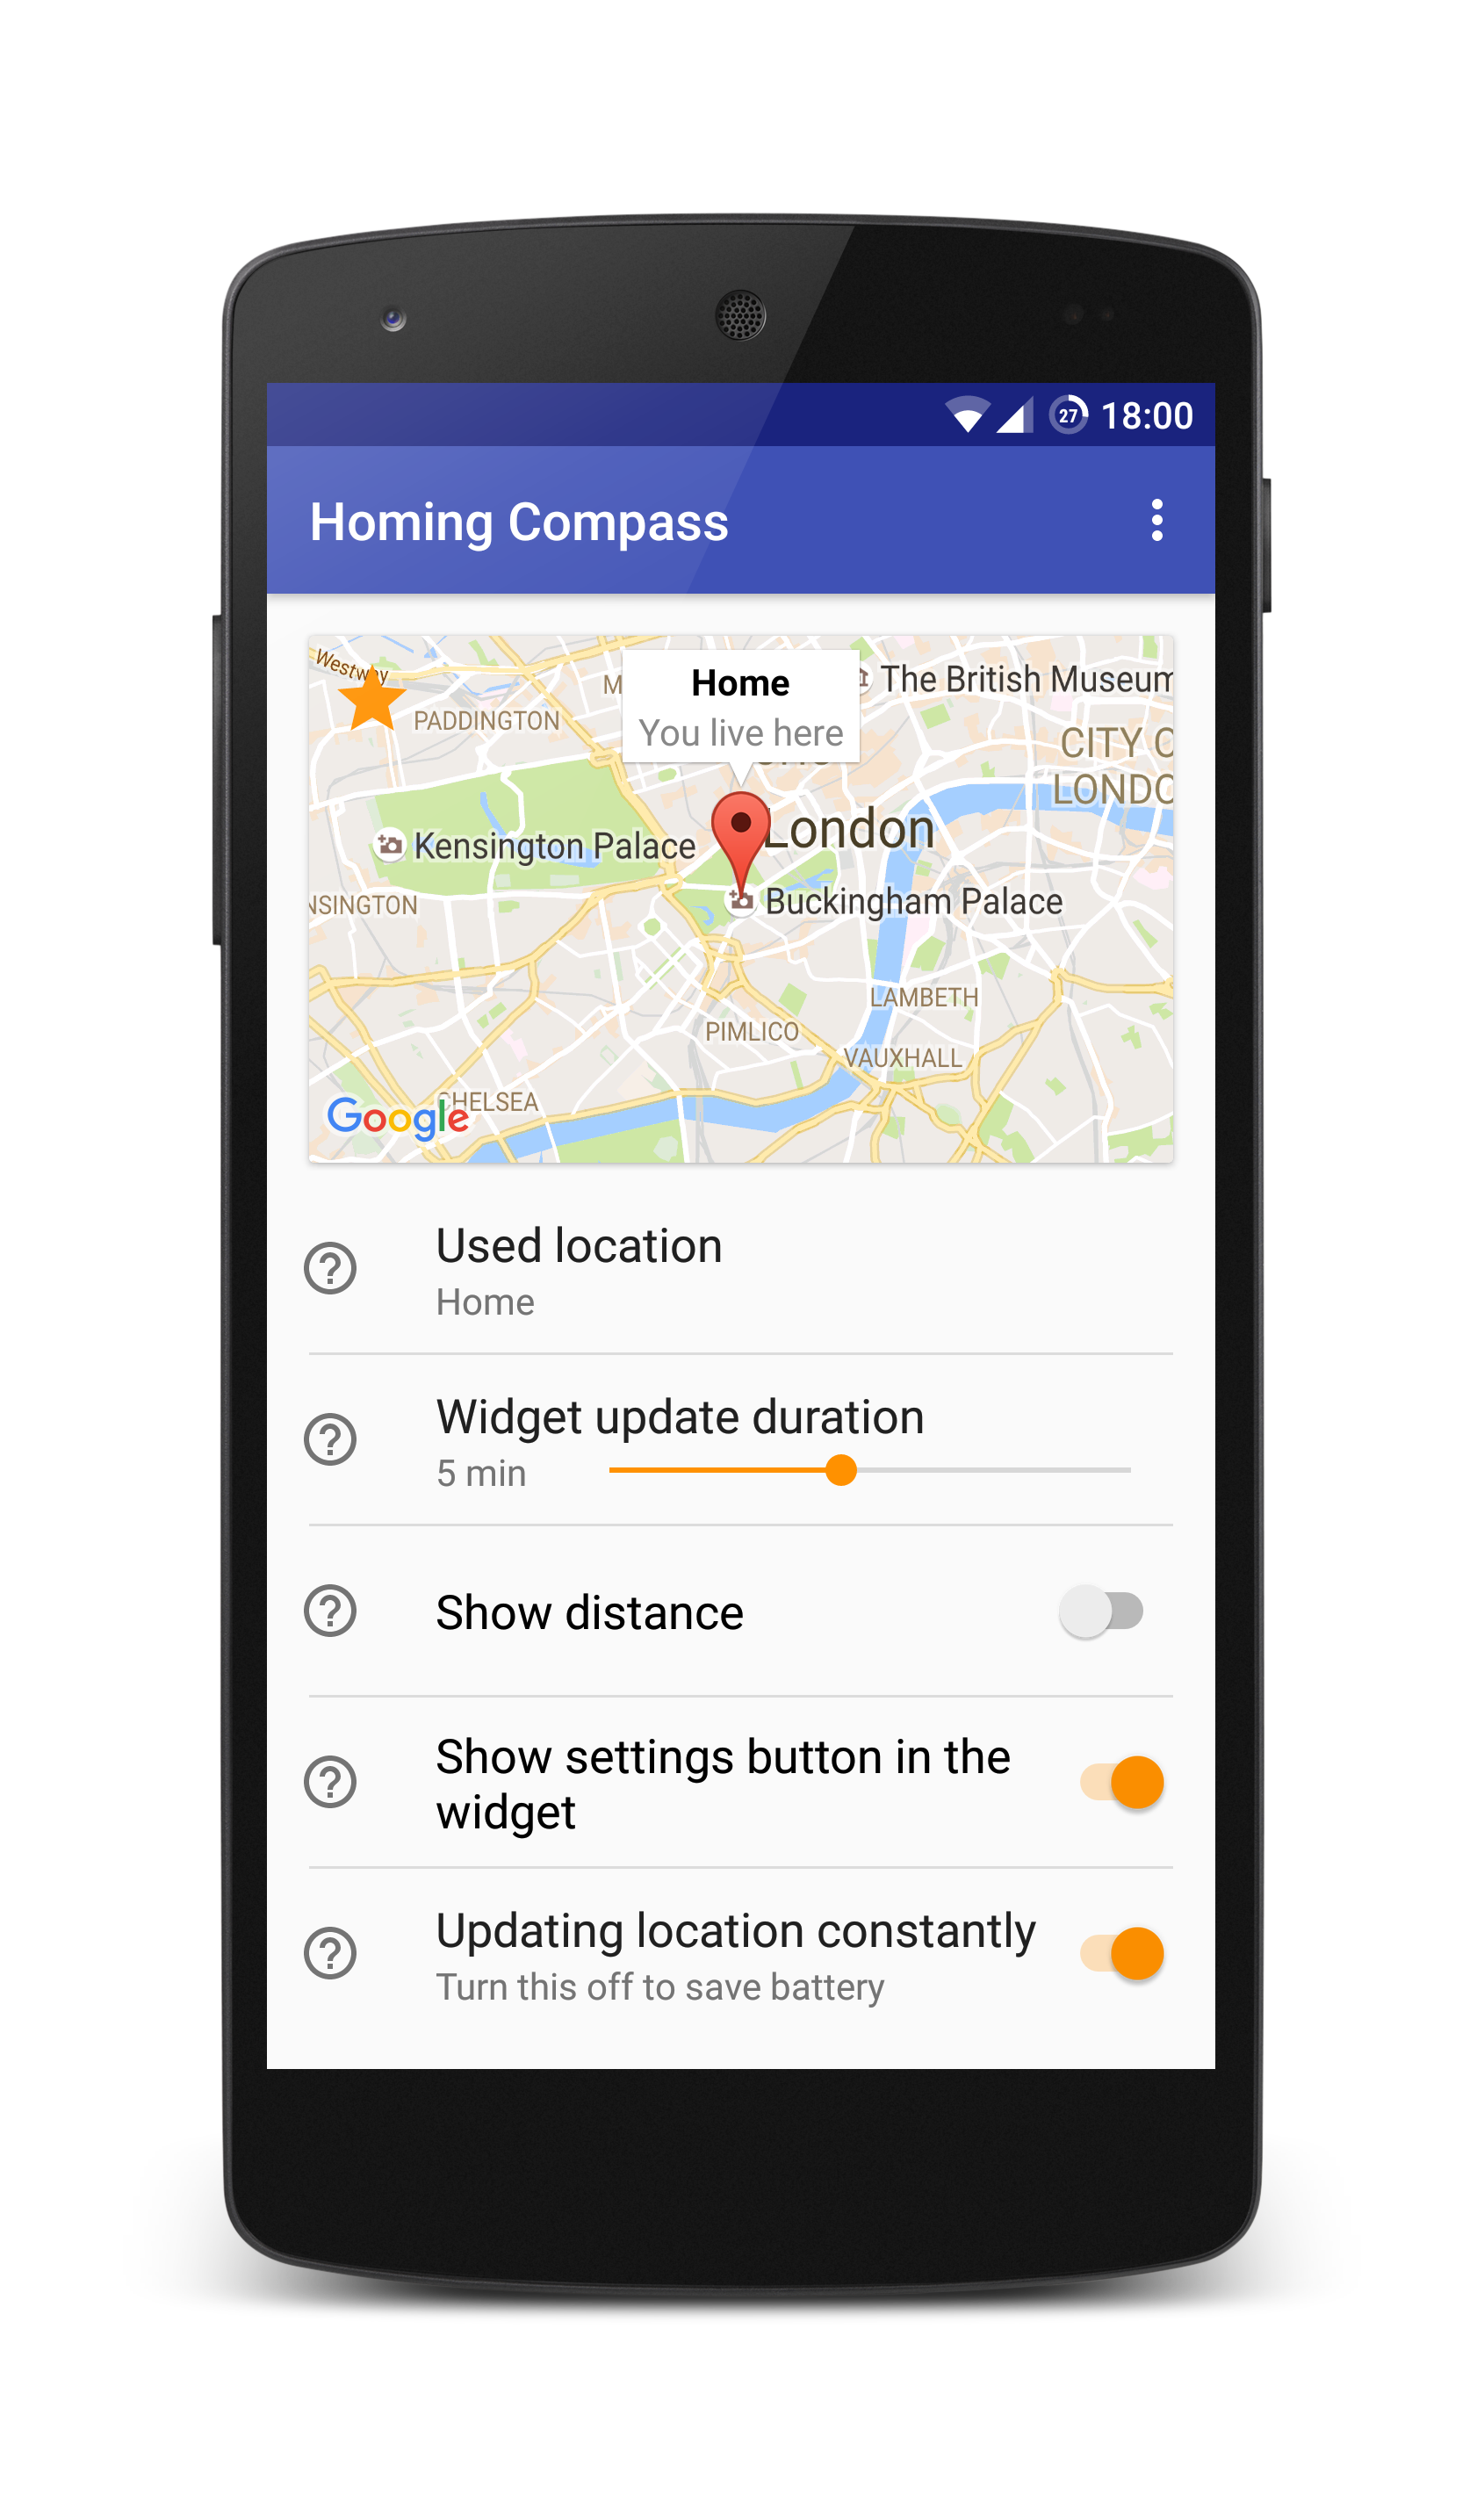 27 18:00
Homing Compass
Westway
PADDINGTON
M
Home
You live here
The British Museum
CITY O
LONDO
London
Kensington Palace
Buckingham Palace
NSINGTON
LAMBETH
PIMLICO
VAUXHALL
CHELSEA
Google
Used location
Home
Widget update duration
5 min
Show distance
Show settings button in the
widget
Updating location constantly
Turn this off to save battery